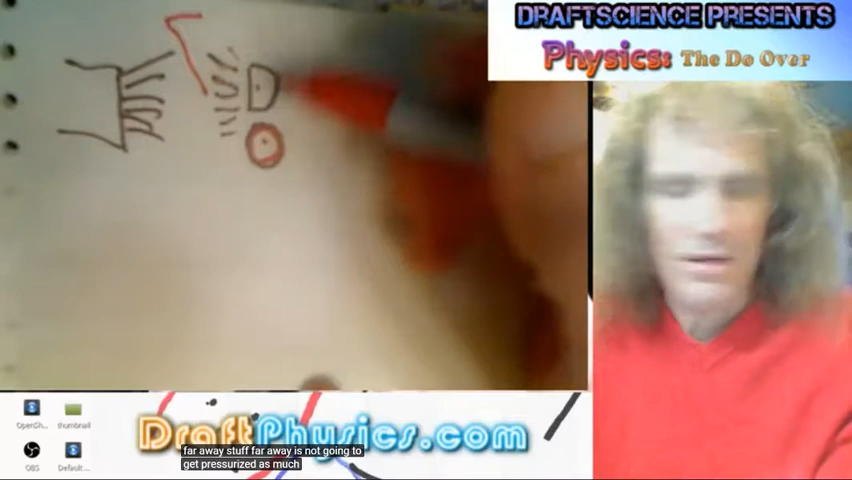 DRAFTSCIENCE PRESENTS
Physics: The Do Over
D
OpenGh... thumbnail
OBS Default...
DraftPhysics.com
far away stuff far away is not going to
get pressurized as much